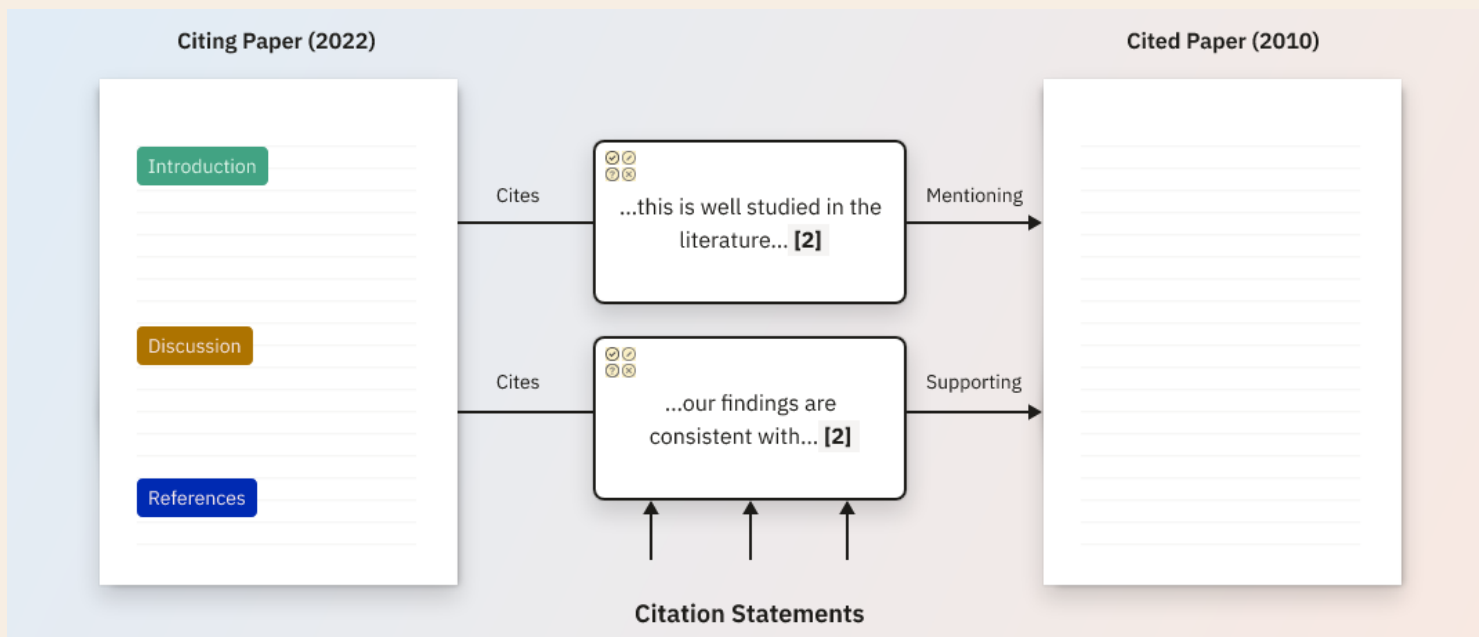 Citing Paper (2022)
Cited Paper (2010)
Introduction
Cites
...this is well studied in the
literature... [2]
Mentioning
Discussion
Cites
...our findings are
consistent with... [2]
Supporting
References
Citation Statements